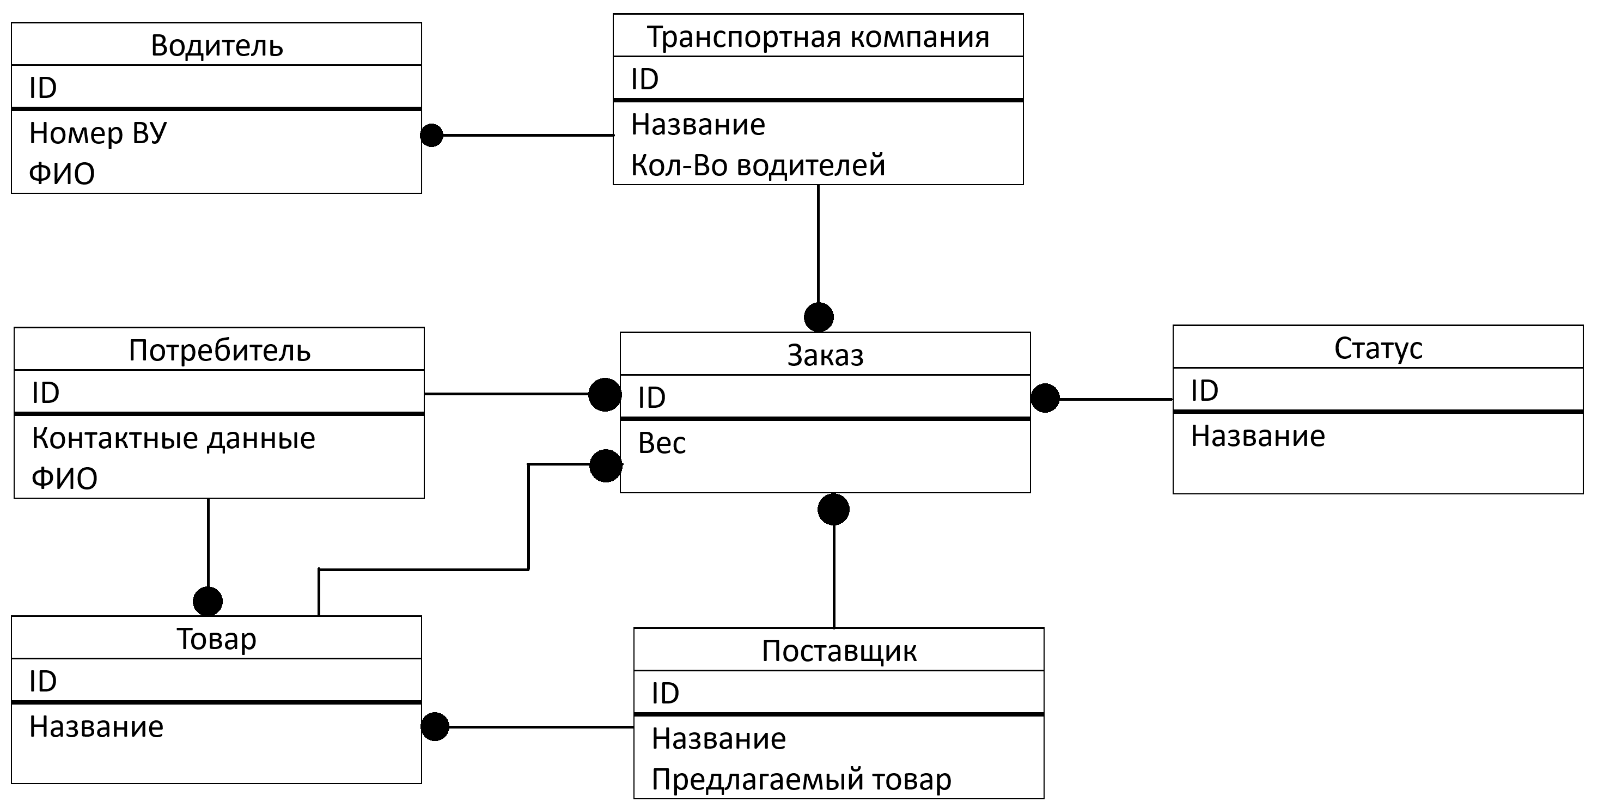 Водитель
ID
Номер ВУ
ФИО
Транспортная компания
ID
Название
Кол-Во водителей
Потребитель
ID
Контактные данные
ФИО
Заказ
ID
Вес
Статус
ID
Название
Товар
ID
Название
Поставщик
ID
Название
Предлагаемый товар